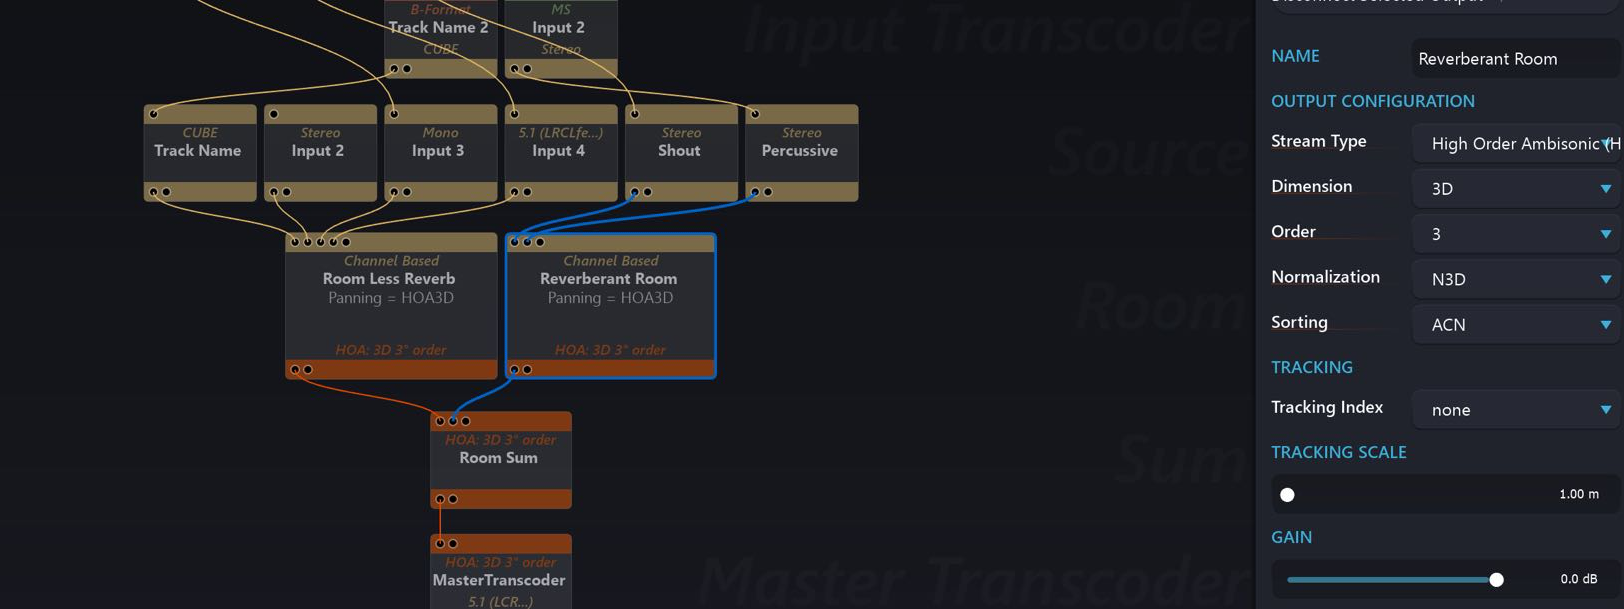 Disconnect Selected Output
B-Format
Track Name 2
CUBE
MS
Input 2
Stereo
Input Transcoder
CUBE
Track Name
Stereo
Input 2
Mono
Input 3
5.1 (LRCLfe...)
Input 4
Stereo
Shout
Stereo
Percussive
Source
Channel Based
Room Less Reverb
Panning = HOA3D
HOA: 3D 3° order
Channel Based
Reverberant Room
Panning = HOA3D
HOA: 3D 3° order
Room
HOA: 3D 3° order
Room Sum
Sum
HOA: 3D 3° order
MasterTranscoder
5.1 (LCR...)
Master Transcoder
NAME
Reverberant Room
OUTPUT CONFIGURATION
Stream Type
High Order Ambisonic (H
Dimension
3D
Order
3
Normalization
N3D
Sorting
ACN
TRACKING
Tracking Index
none
TRACKING SCALE
1.00 m
GAIN
0.0 dB